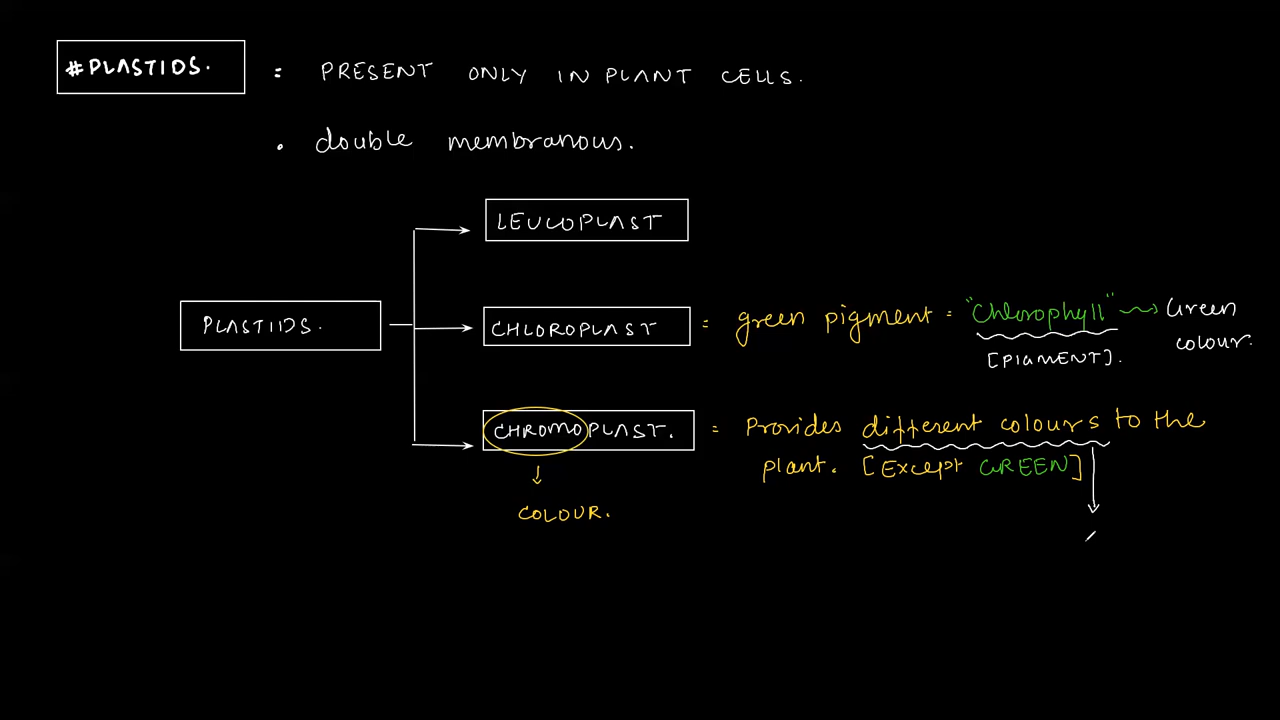 #PLASTIDS. = PRESENT ONLY IN PLANT CELLS.
. double membranous.
LEUCOPLAST
PLASTIDS.
CHLOROPLAST = green pigment = "Chlorophyll" → Green colour.
[PIGMENT].
CHROMOPLAST. = Provides different colours to the
plant. [Except GREEN]
COLOUR.